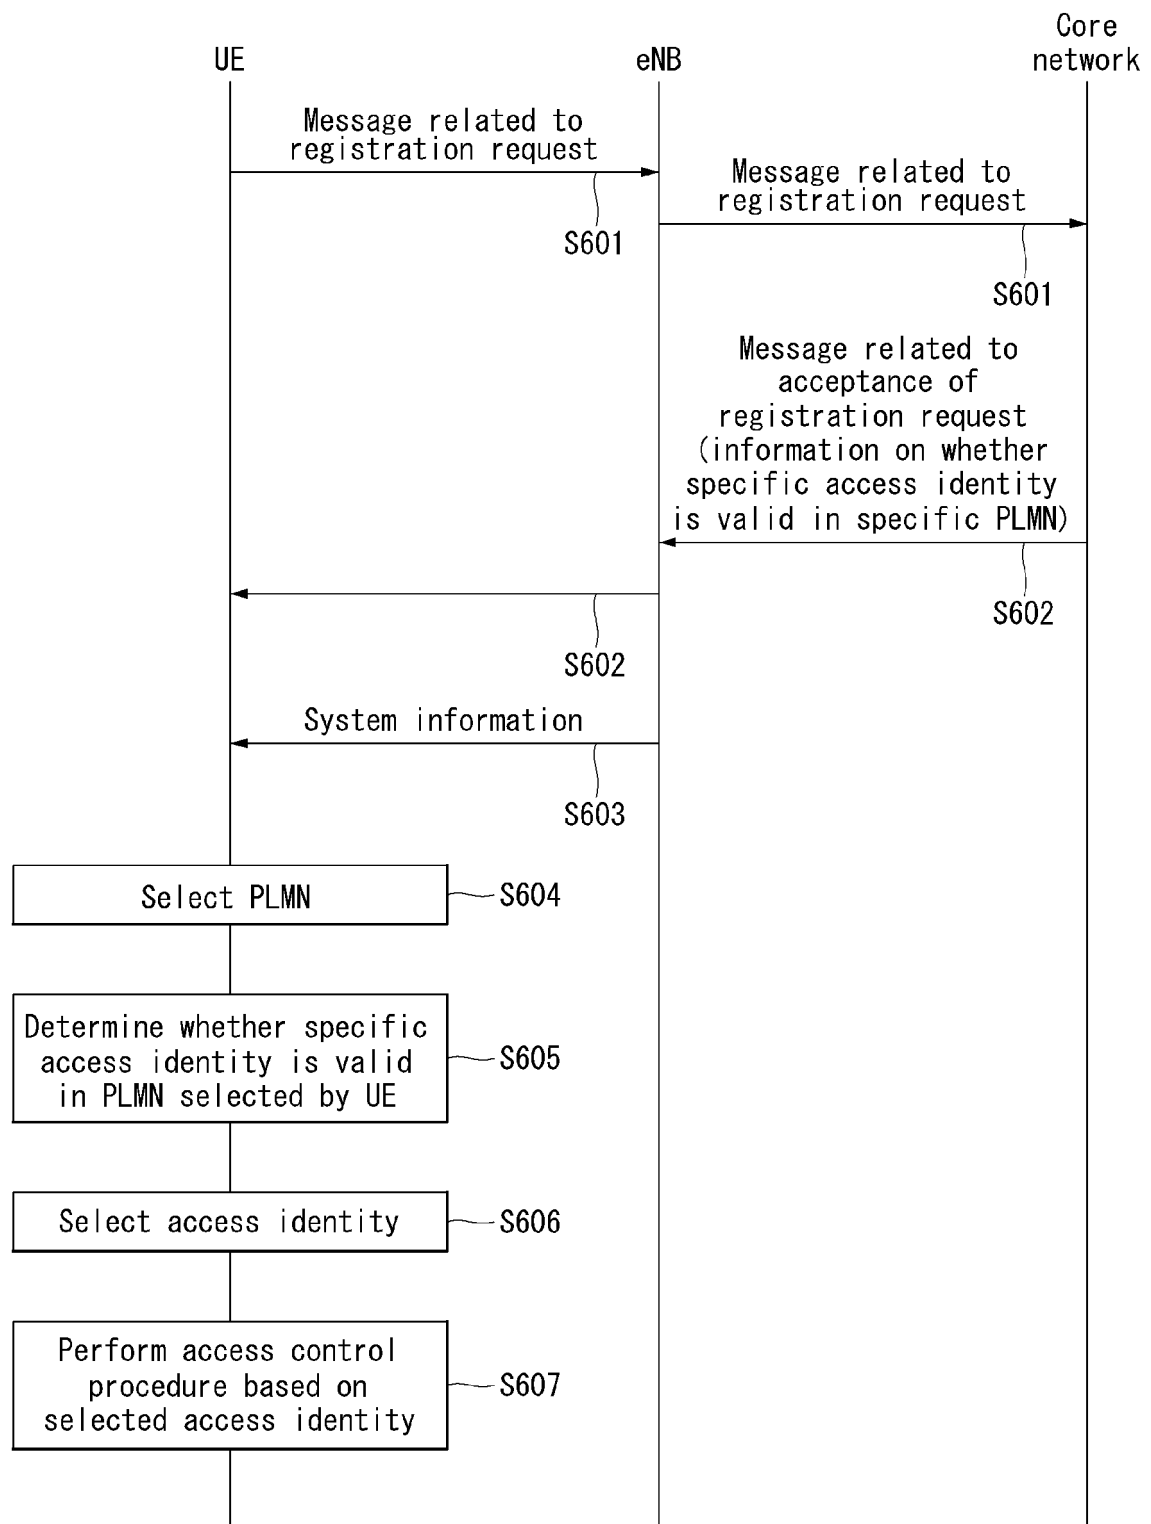 UE
eNB
Core
network
Message related to
registration request
S601
Message related to
registration request
S601
Message related to
acceptance of
registration request
(information on whether
specific access identity
is valid in specific PLMN)
S602
S602
System information
S603
Select PLMN
S604
Determine whether specific
access identity is valid
in PLMN selected by UE
S605
Select access identity
S606
Perform access control
procedure based on
selected access identity
S607